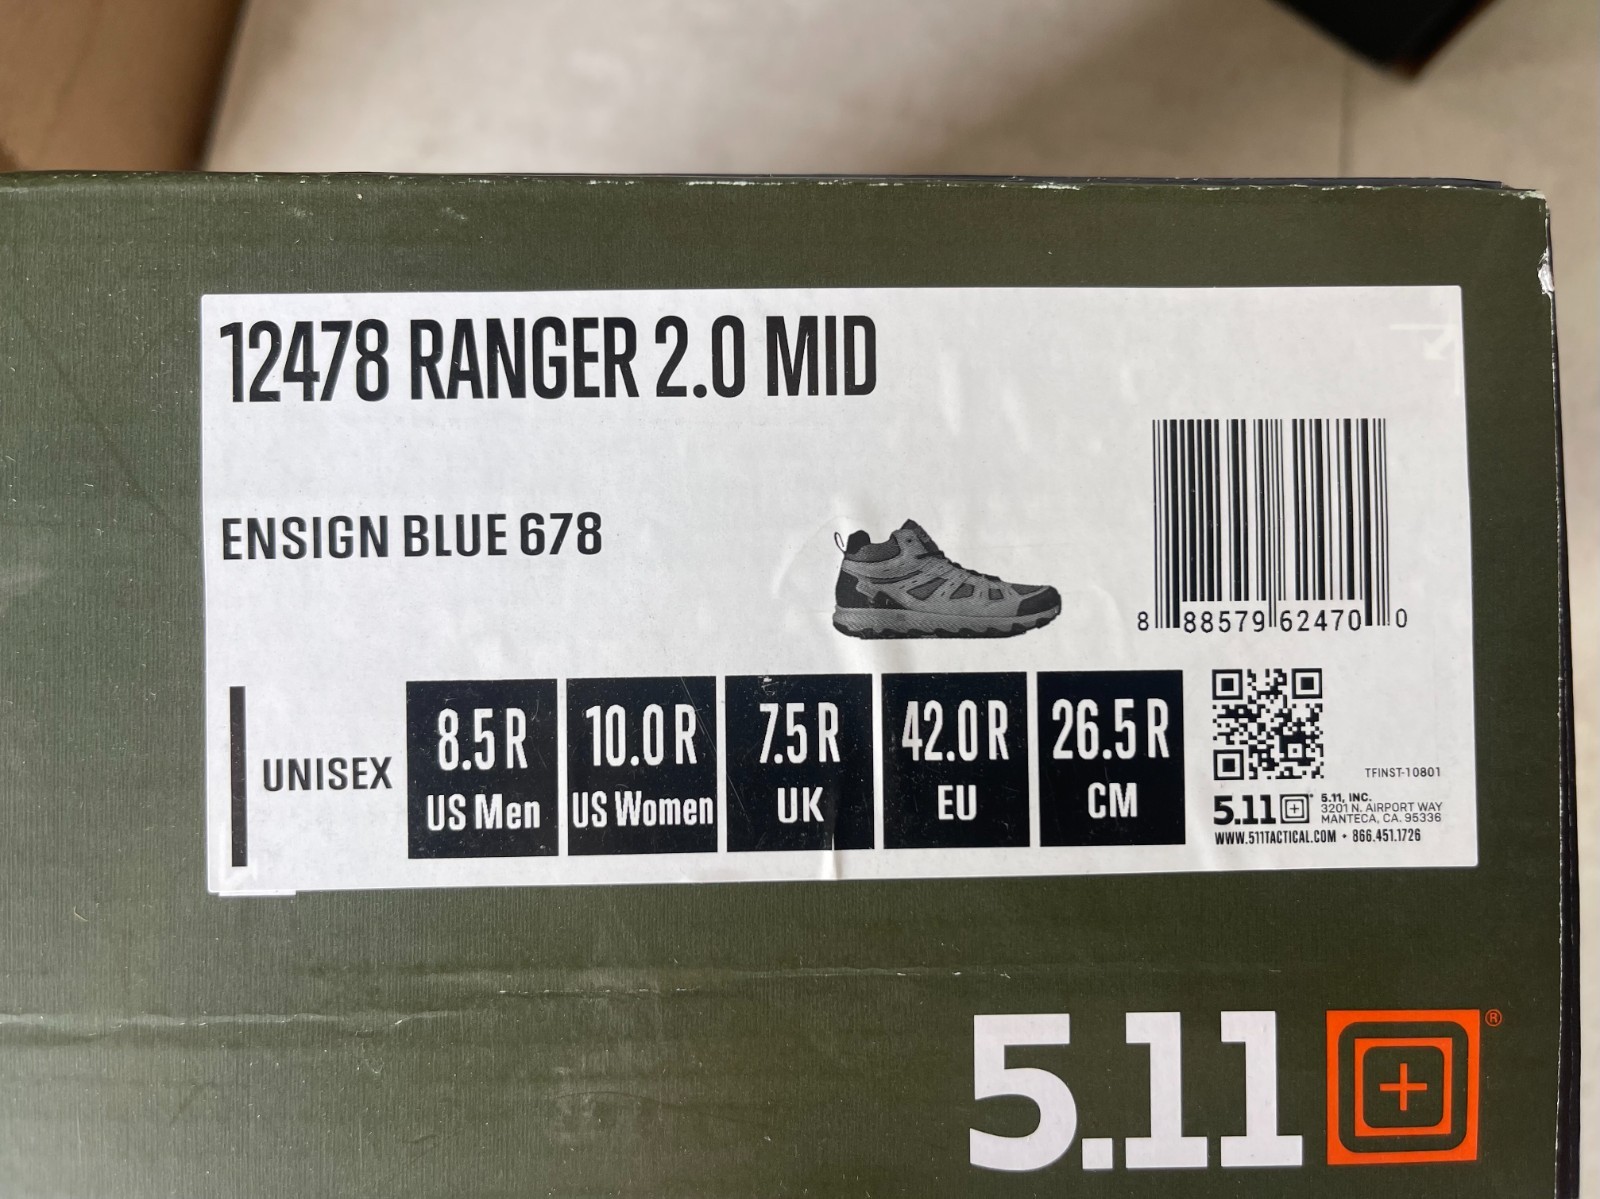 12478 RANGER 2.0 MID
ENSIGN BLUE 678
8 88579 62470 0
UNISEX
8.5 R
US Men
10.0 R
US Women
7.5 R
UK
42.0 R
EU
26.5 R
CM
TFINST-10801
5.11
5.11, INC.
3201 N. AIRPORT WAY
MANTECA, CA. 95336
WWW.511TACTICAL.COM • 866.451.1726
5.11 ®